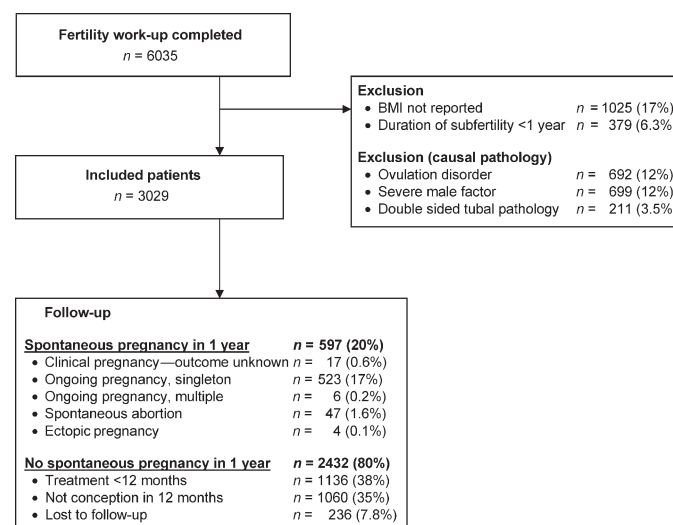 Fertility work-up completed
n = 6035
Exclusion
• BMI not reported n = 1025 (17%)
• Duration of subfertility <1 year n = 379 (6.3%
Exclusion (causal pathology)
• Ovulation disorder n = 692 (12%)
• Severe male factor n = 699 (12%)
• Double sided tubal pathology n = 211 (3.5%
Included patients
n = 3029
Follow-up
Spontaneous pregnancy in 1 year n = 597 (20%)
• Clinical pregnancy—outcome unknown n = 17 (0.6%)
• Ongoing pregnancy, singleton n = 523 (17%)
• Ongoing pregnancy, multiple n = 6 (0.2%)
• Spontaneous abortion n = 47 (1.6%)
• Ectopic pregnancy n = 4 (0.1%)
No spontaneous pregnancy in 1 year n = 2432 (80%)
• Treatment <12 months n = 1136 (38%)
• Not conception in 12 months n = 1060 (35%)
• Lost to follow-up n = 236 (7.8%)